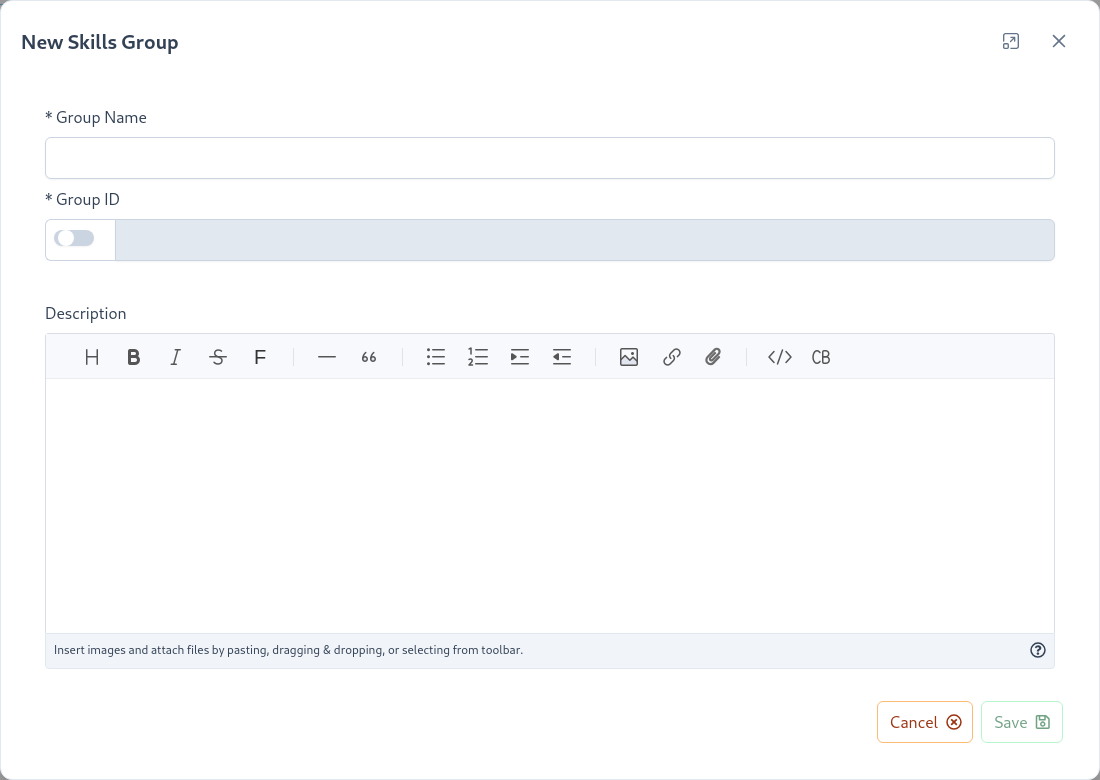 New Skills Group
* Group Name
* Group ID
Description
H B I S F — 66 </> CB
Insert images and attach files by pasting, dragging & dropping, or selecting from toolbar.
Cancel Save